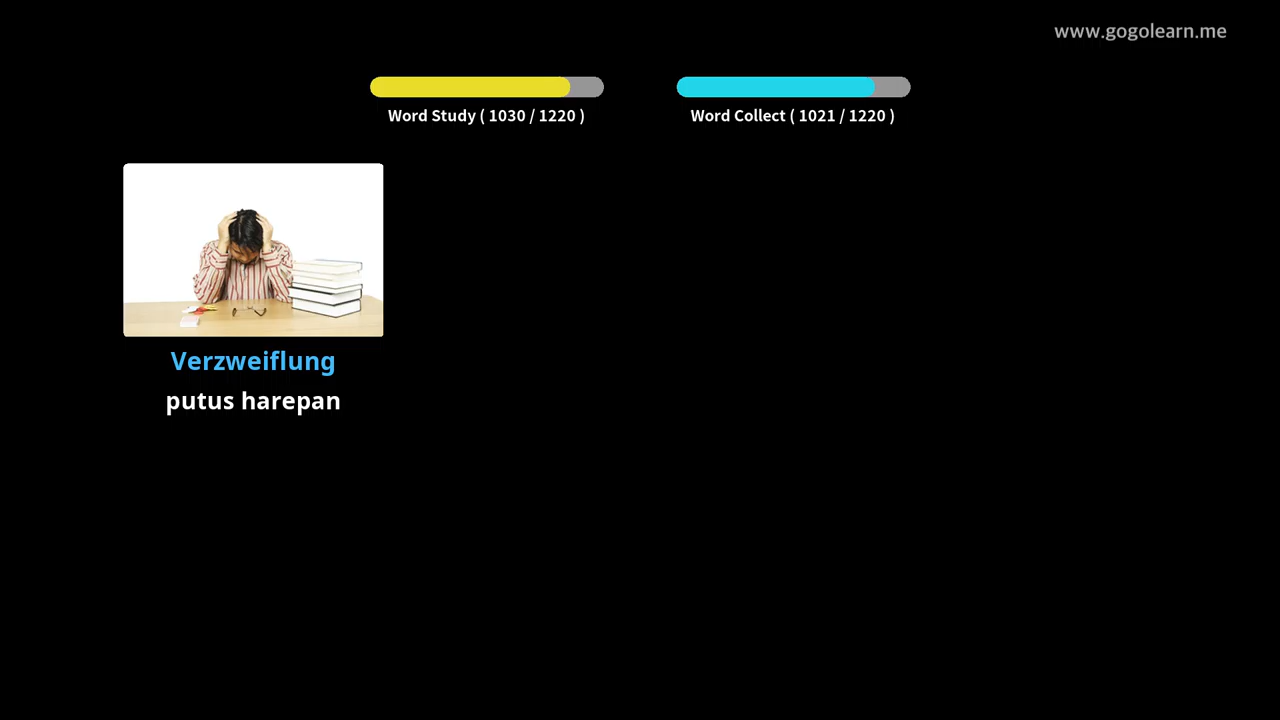 www.gogolearn.me
Word Study ( 1030 / 1220 )
Word Collect ( 1021 / 1220 )
Verzweiflung
putus harepan